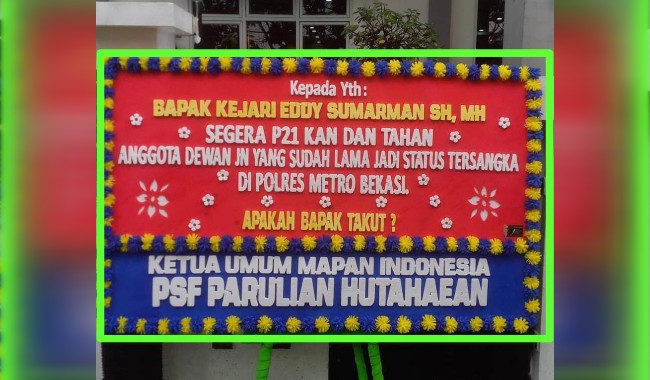 Kepada Yth :
BAPAK KEJARI EDDY SUMARMAN SH, MH
SEGERA P21 KAN DAN TAHAN
ANGGOTA DEWAN JN YANG SUDAH LAMA JADI STATUS TERSANGKA
DI POLRES METRO BEKASI.
APAKAH BAPAK TAKUT ?
KETUA UMUM MAPAN INDONESIA
PSF PARULIAN HUTAHAEAN